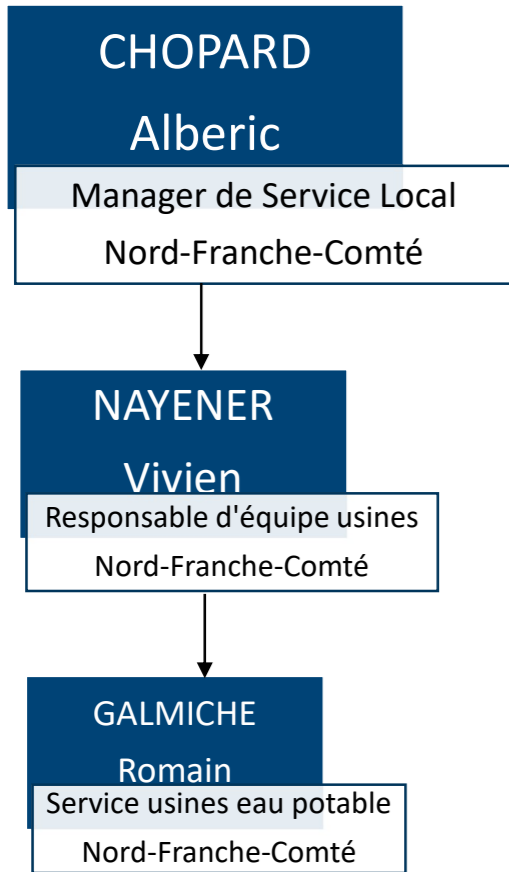 CHOPARD
Alberic
Manager de Service Local
Nord-Franche-Comté
NAYENER
Vivien
Responsable d'équipe usines
Nord-Franche-Comté
GALMICHE
Romain
Service usines eau potable
Nord-Franche-Comté